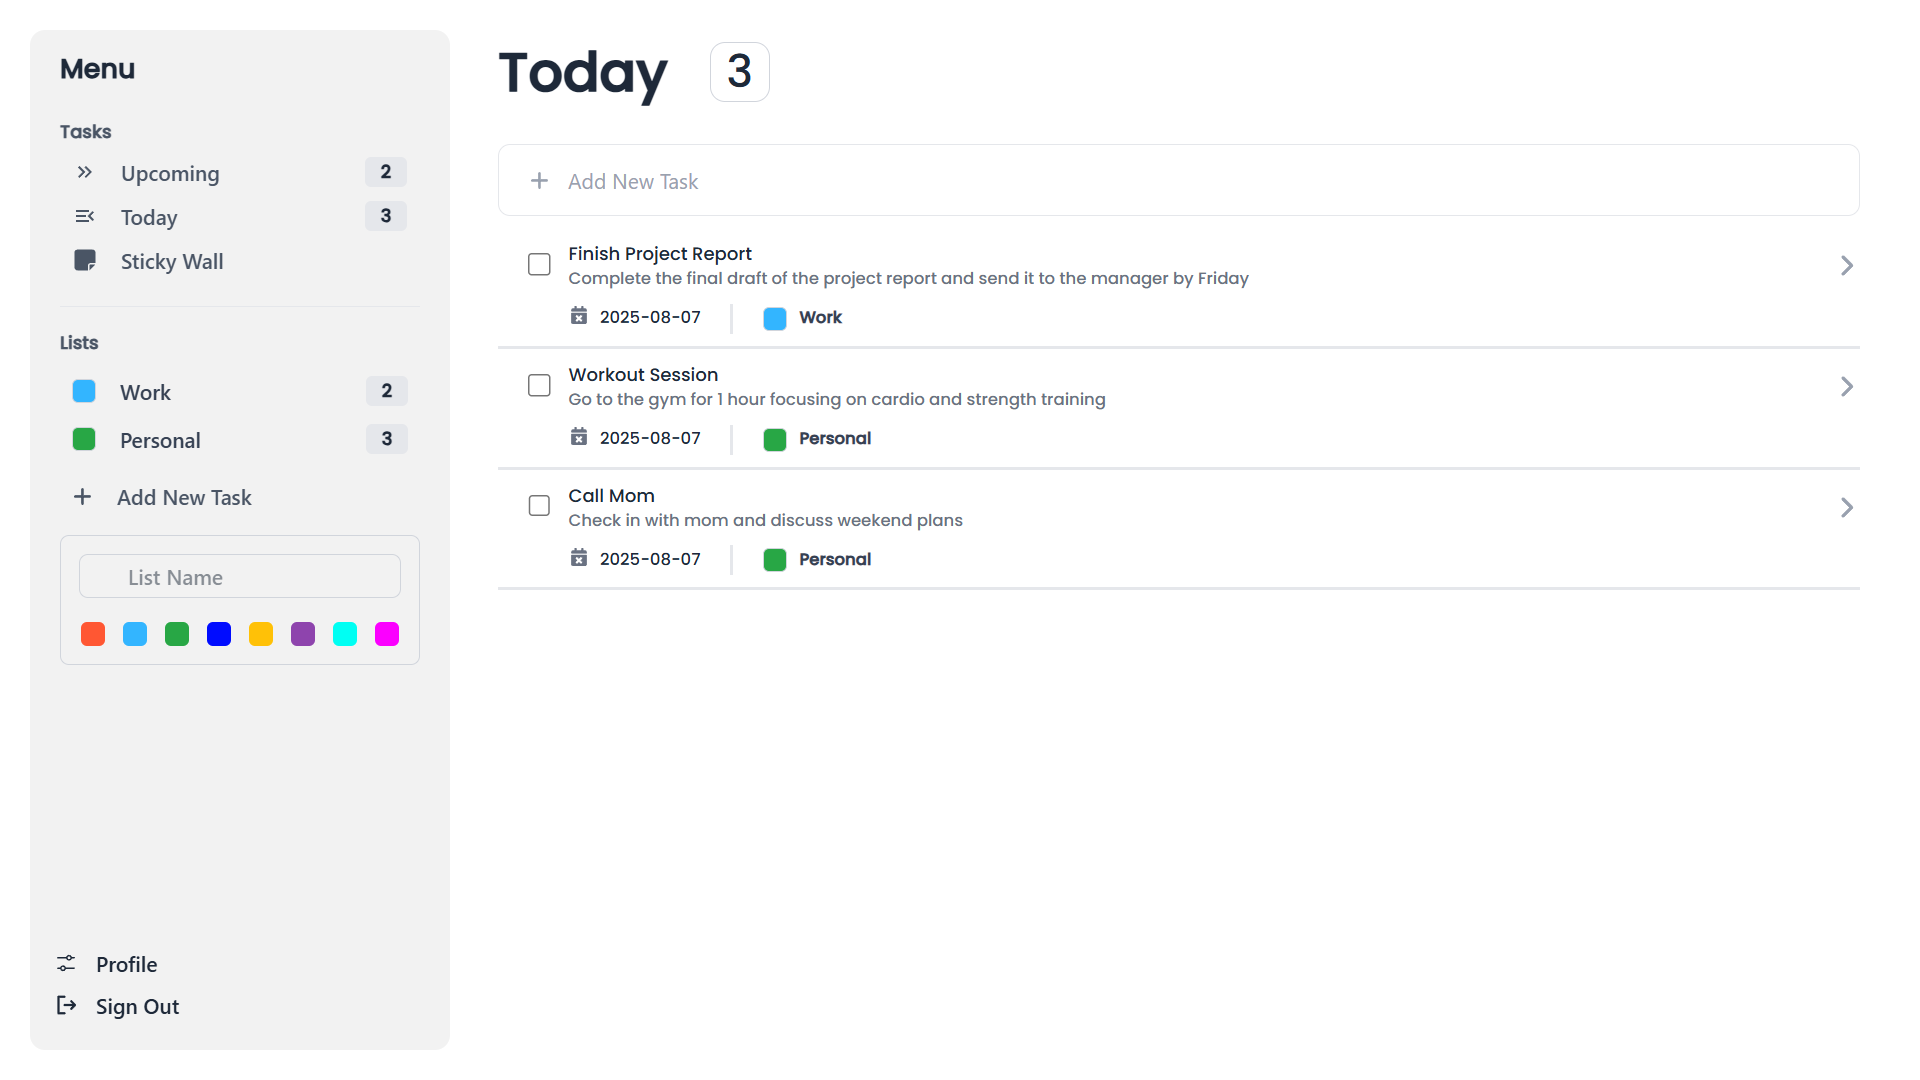 Menu
Tasks
Upcoming 2
Today 3
Sticky Wall
Lists
Work 2
Personal 3
Add New Task
List Name
Profile
Sign Out
Today 3
Add New Task
Finish Project Report
Complete the final draft of the project report and send it to the manager by Friday
2025-08-07 Work
Workout Session
Go to the gym for 1 hour focusing on cardio and strength training
2025-08-07 Personal
Call Mom
Check in with mom and discuss weekend plans
2025-08-07 Personal